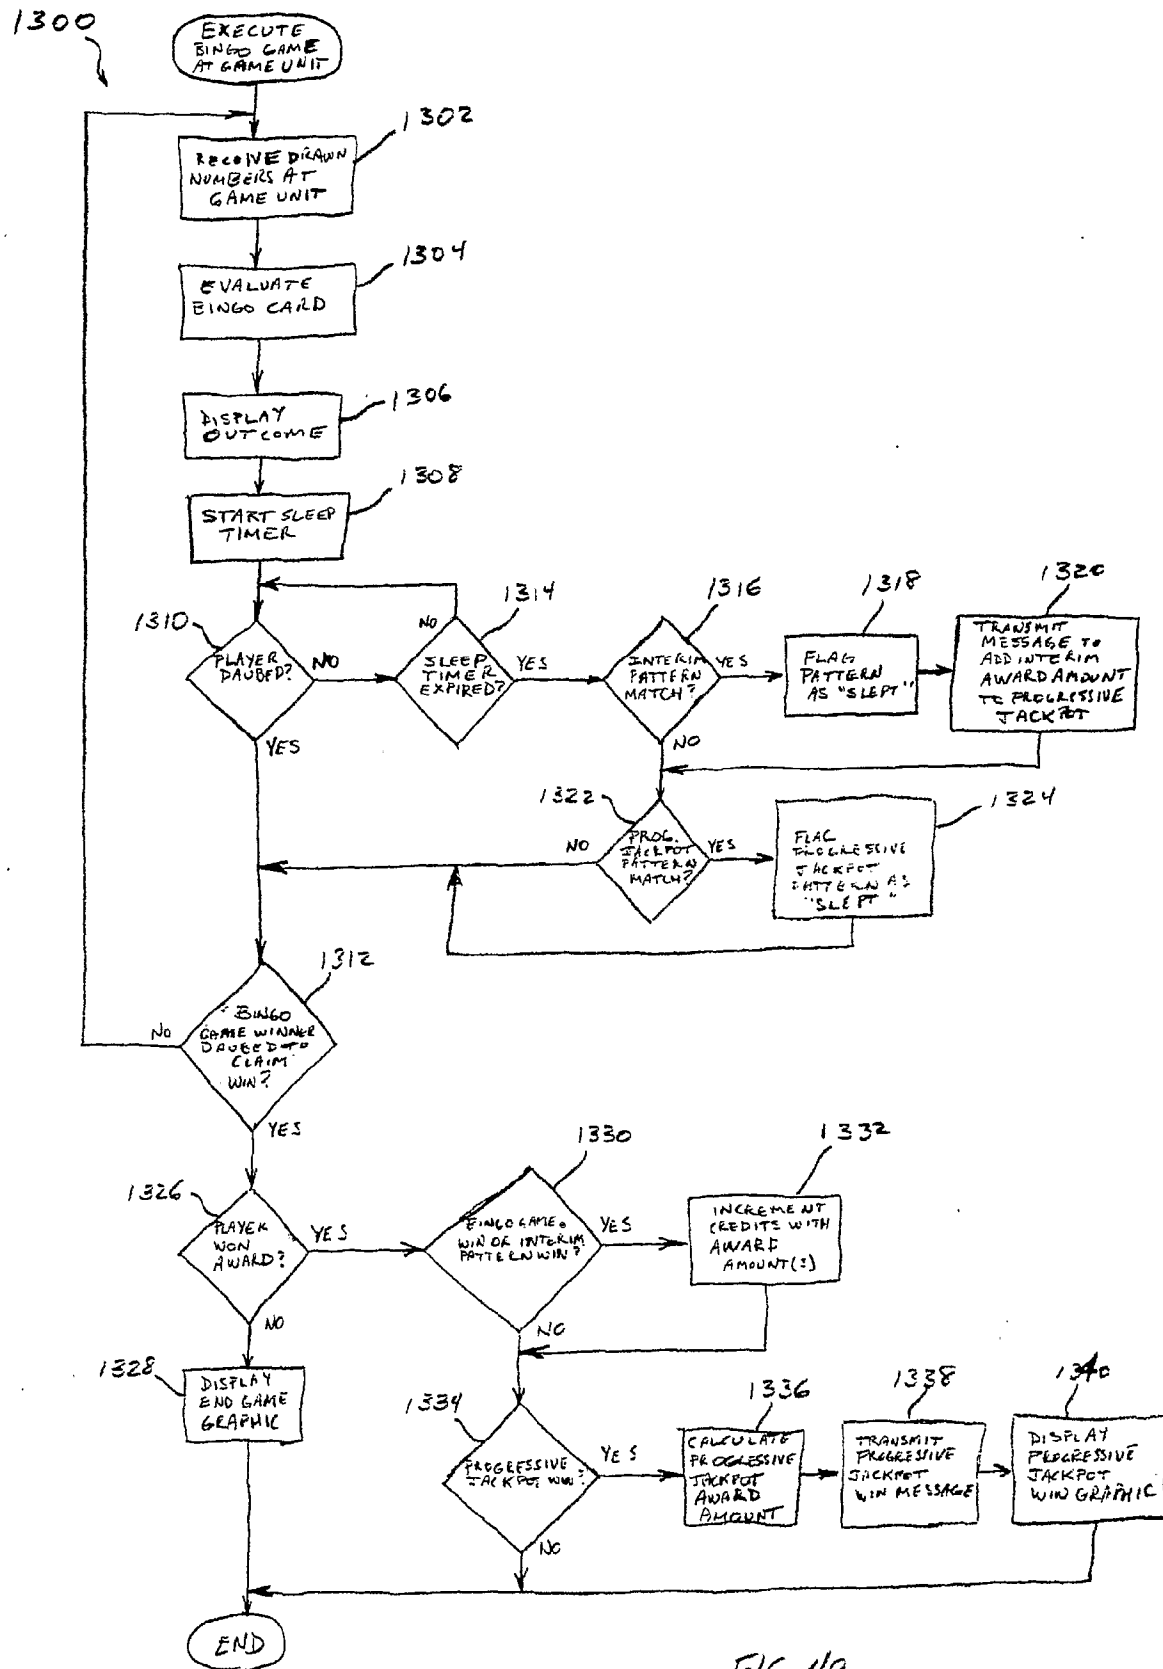 1300
EXECUTE
BINGO GAME
AT GAME UNIT
1302
RECEIVE DRAWN
NUMBERS AT
GAME UNIT
1304
EVALUATE
BINGO CARD
1306
DISPLAY
OUTCOME
1308
START SLEEP
TIMER
1310
PLAYER
DAUBED?
NO
YES
1314
NO
SLEEP
TIMER
EXPIRED?
YES
1316
INTERIM
PATTERN
MATCH?
YES
NO
1318
FLAG
PATTERN
AS "SLEPT"
1320
TRANSMIT
MESSAGE TO
ADD INTERIM
AWARD AMOUNT
TO PROGRESSIVE
JACKPOT
1322
PROG.
JACKPOT
PATTERN
MATCH?
NO
YES
1324
FLAG
PROGRESSIVE
JACKPOT
PATTERN AS
"SLEPT"
1312
BINGO
GAME WINNER
DAUBED TO
CLAIM
WIN?
NO
YES
1326
PLAYER
WON
AWARD?
YES
NO
1328
DISPLAY
END GAME
GRAPHIC
1330
BINGO GAME
WIN OR INTERIM
PATTERN WIN?
YES
NO
1332
INCREMENT
CREDITS WITH
AWARD
AMOUNT(S)
1334
PROGRESSIVE
JACKPOT WIN?
YES
NO
1336
CALCULATE
PROGRESSIVE
JACKPOT
AWARD
AMOUNT
1338
TRANSMIT
PROGRESSIVE
JACKPOT
WIN MESSAGE
1340
DISPLAY
PROGRESSIVE
JACKPOT
WIN GRAPHIC
END
FIG.